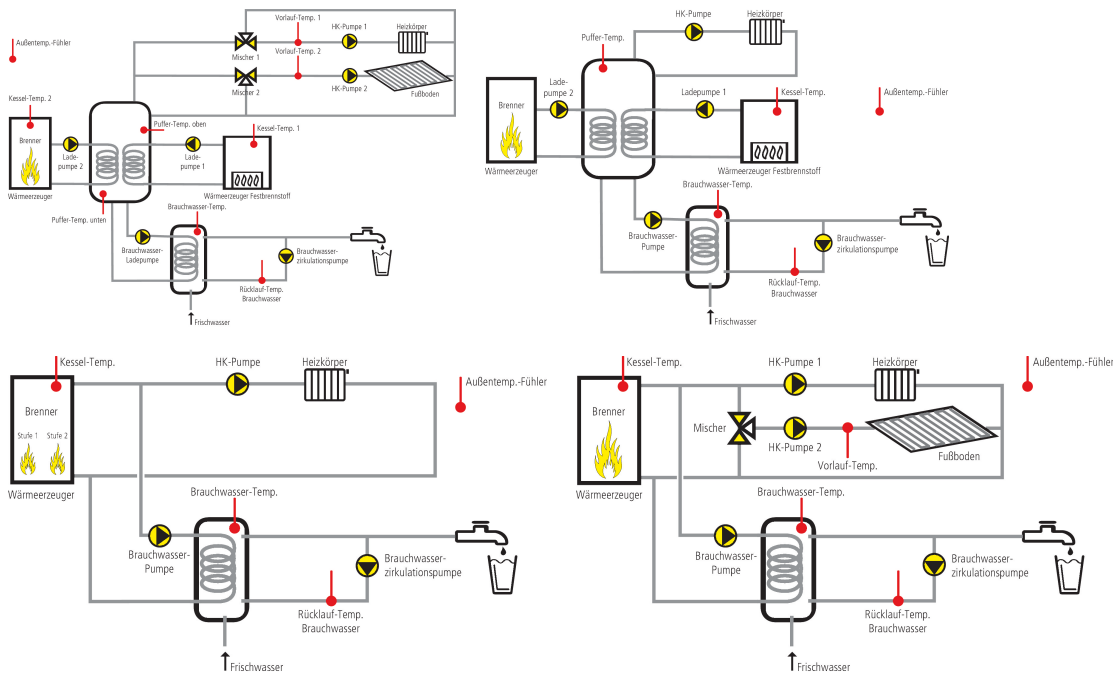 Außentemp.-Fühler
Vorlauf-Temp. 1
HK-Pumpe 1
Heizkörper
Mischer 1
Vorlauf-Temp. 2
Mischer 2
HK-Pumpe 2
Fußboden
Kessel-Temp. 2
Brenner
Lade-
pumpe 2
Wärmeerzeuger
Puffer-Temp. oben
Lade-
pumpe 1
Kessel-Temp. 1
Wärmeerzeuger Festbrennstoff
Puffer-Temp. unten
Brauchwasser-Temp.
Brauchwasser-
Ladepumpe
Brauchwasser-
zirkulationspumpe
Rücklauf-Temp.
Brauchwasser
Frischwasser
HK-Pumpe
Heizkörper
Puffer-Temp.
Brenner
Lade-
pumpe 2
Ladepumpe 1
Kessel-Temp.
Außentemp.-Fühler
Wärmeerzeuger
Wärmeerzeuger Festbrennstoff
Brauchwasser-Temp.
Brauchwasser-
Pumpe
Brauchwasser-
zirkulationspumpe
Rücklauf-Temp.
Brauchwasser
Frischwasser
Kessel-Temp.
HK-Pumpe
Heizkörper
Außentemp.-Fühler
Brenner
Stufe 1
Stufe 2
Wärmeerzeuger
Brauchwasser-Temp.
Brauchwasser-
Pumpe
Brauchwasser-
zirkulationspumpe
Rücklauf-Temp.
Brauchwasser
Frischwasser
Kessel-Temp.
HK-Pumpe 1
Heizkörper
Außentemp.-Fühler
Brenner
Mischer
HK-Pumpe 2
Vorlauf-Temp.
Fußboden
Wärmeerzeuger
Brauchwasser-Temp.
Brauchwasser-
Pumpe
Brauchwasser-
zirkulationspumpe
Rücklauf-Temp.
Brauchwasser
Frischwasser